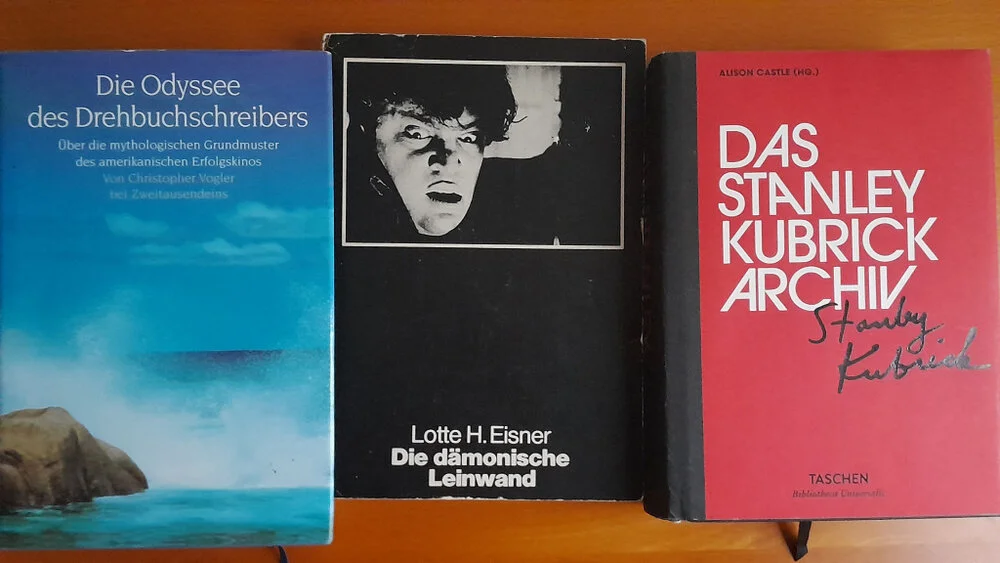 Die Odyssee
des Drehbuchschreibers
Über die mythologischen Grundmuster
des amerikanischen Erfolgskinos
Von Christopher Vogler
bei Zweitausendeins
Lotte H. Eisner
Die dämonische
Leinwand
ALISON CASTLE (HG.)
DAS
STANLEY
KUBRICK
ARCHIV
Stanley
Kubrick
TASCHEN
Bibliotheca Universalis